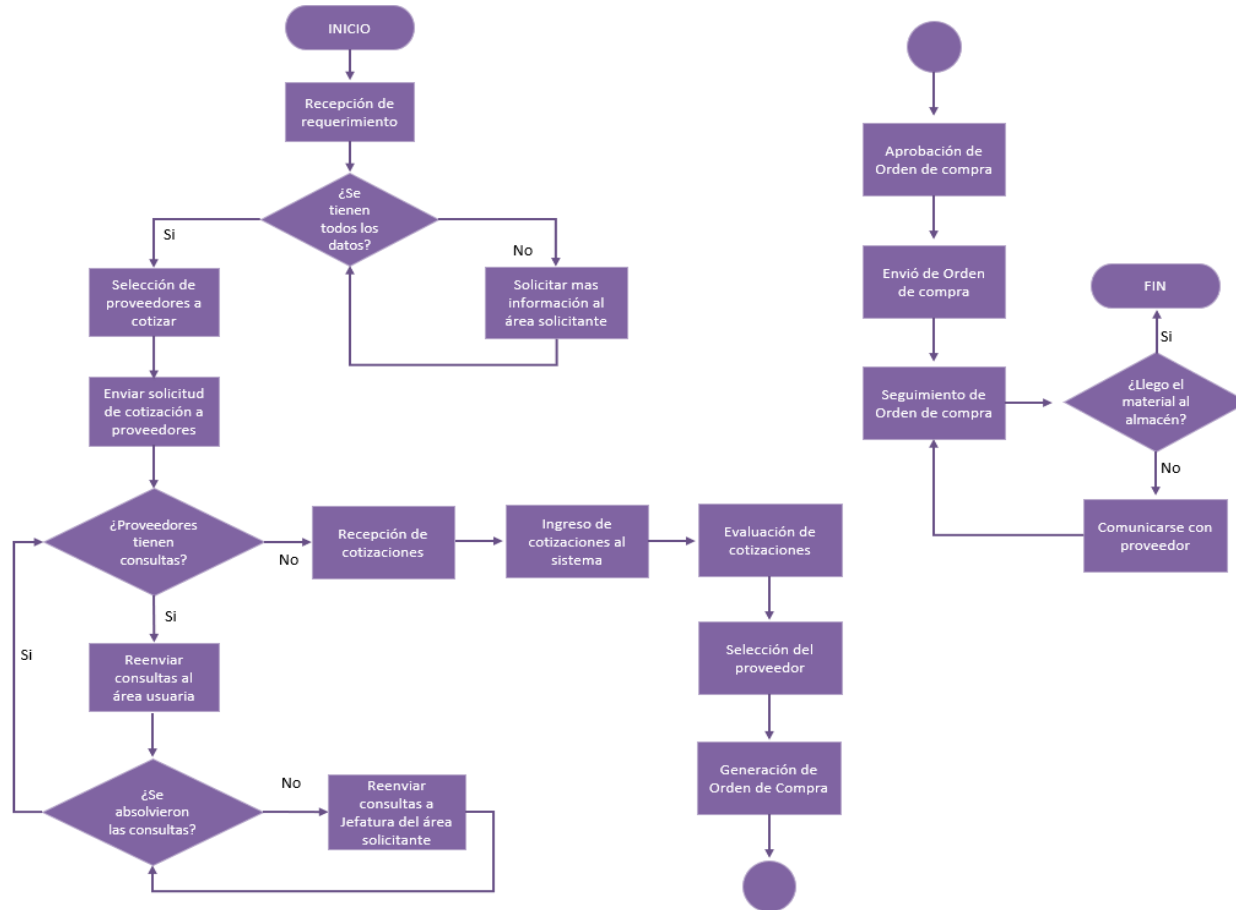 INICIO
Recepción de
requerimiento
¿Se
tienen
todos los
datos?
Si
No
Selección de
proveedores a
cotizar
Solicitar mas
información al
área solicitante
Enviar solicitud
de cotización a
proveedores
¿Proveedores
tienen
consultas?
No
Recepción de
cotizaciones
Ingreso de
cotizaciones al
sistema
Evaluación de
cotizaciones
Si
Si
Reenviar
consultas al
área usuaria
Selección del
proveedor
¿Se
absolvieron
las consultas?
No
Reenviar
consultas a
Jefatura del área
solicitante
Generación de
Orden de Compra
Aprobación de
Orden de compra
Envió de Orden
de compra
Seguimiento de
Orden de compra
¿Llego el
material al
almacén?
Si
FIN
No
Comunicarse con
proveedor